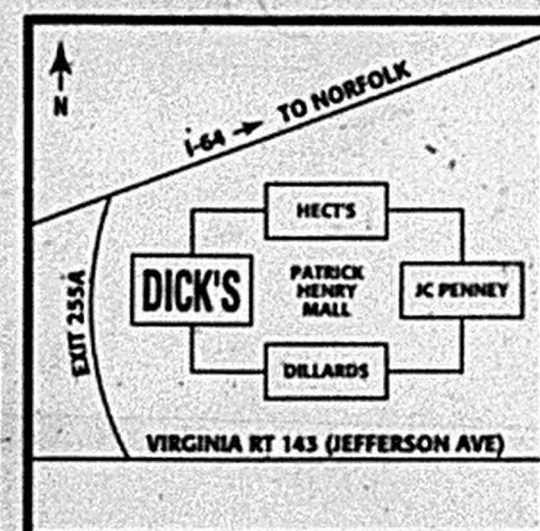 N
I-64 → TO NORFOLK
HECT'S
DICK'S
PATRICK
HENRY
MALL
JC PENNEY
EXIT 255A
DILLARDS
VIRGINIA RT 143 (JEFFERSON AVE)